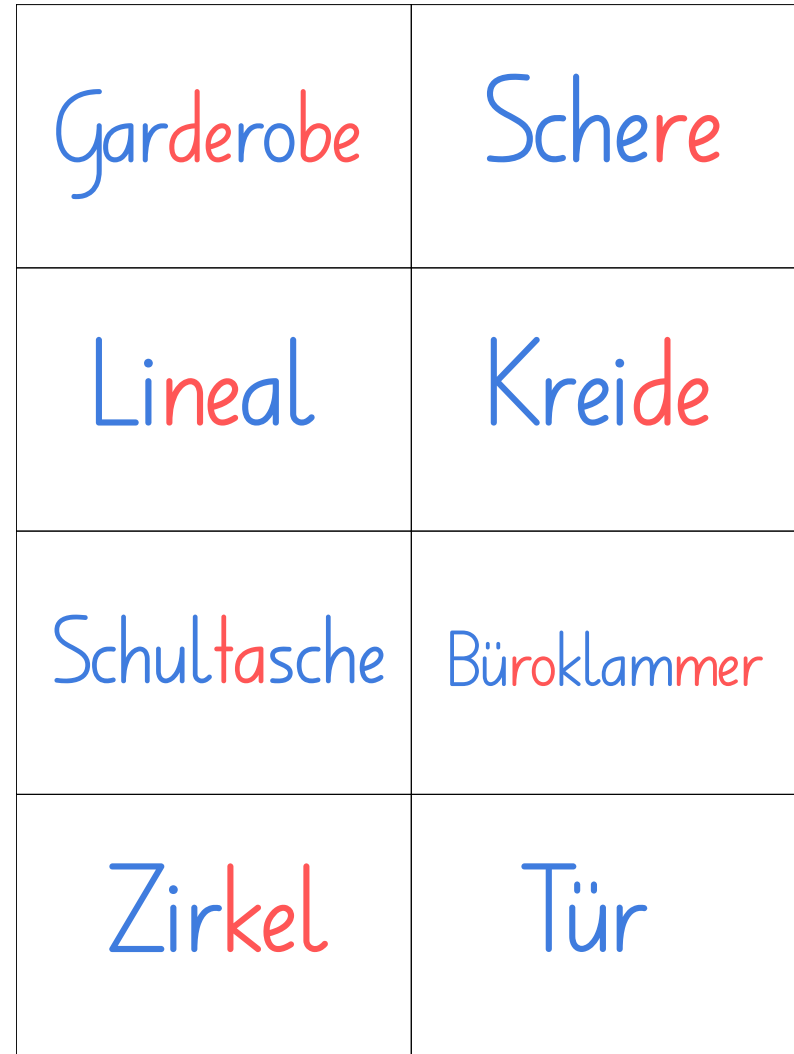 Garderobe
Schere
Lineal
Kreide
Schultasche
Büroklammer
Zirkel
Tür